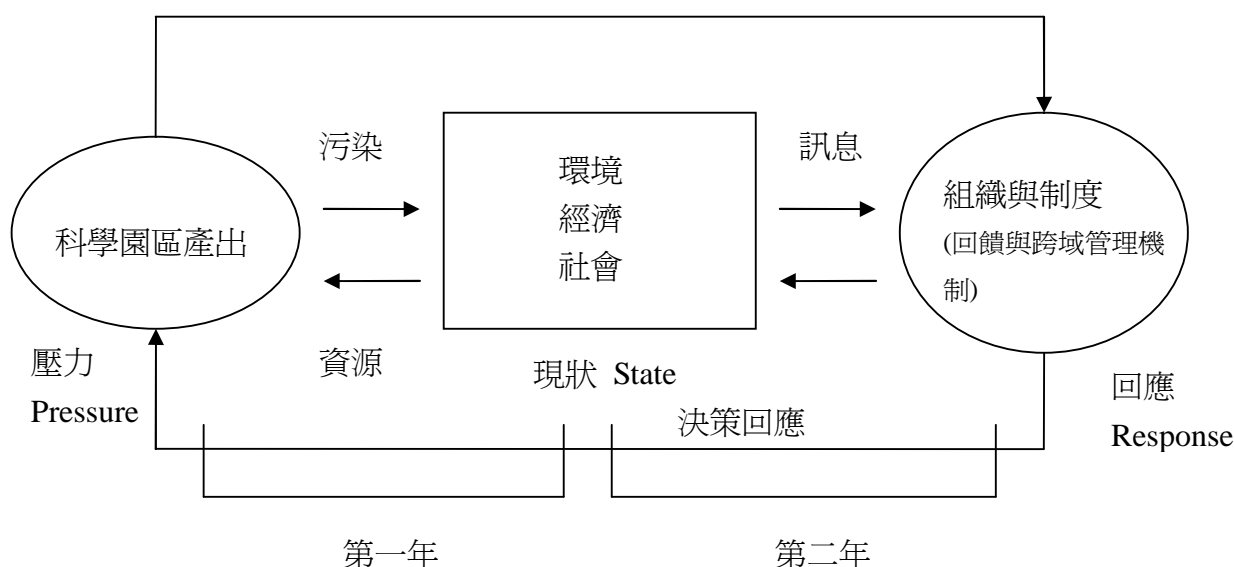 科學園區產出
壓力
Pressure
污染
資源
環境
經濟
社會
現狀 State
訊息
決策回應
組織與制度
(回饋與跨域管理機
制)
回應
Response
第一年
第二年